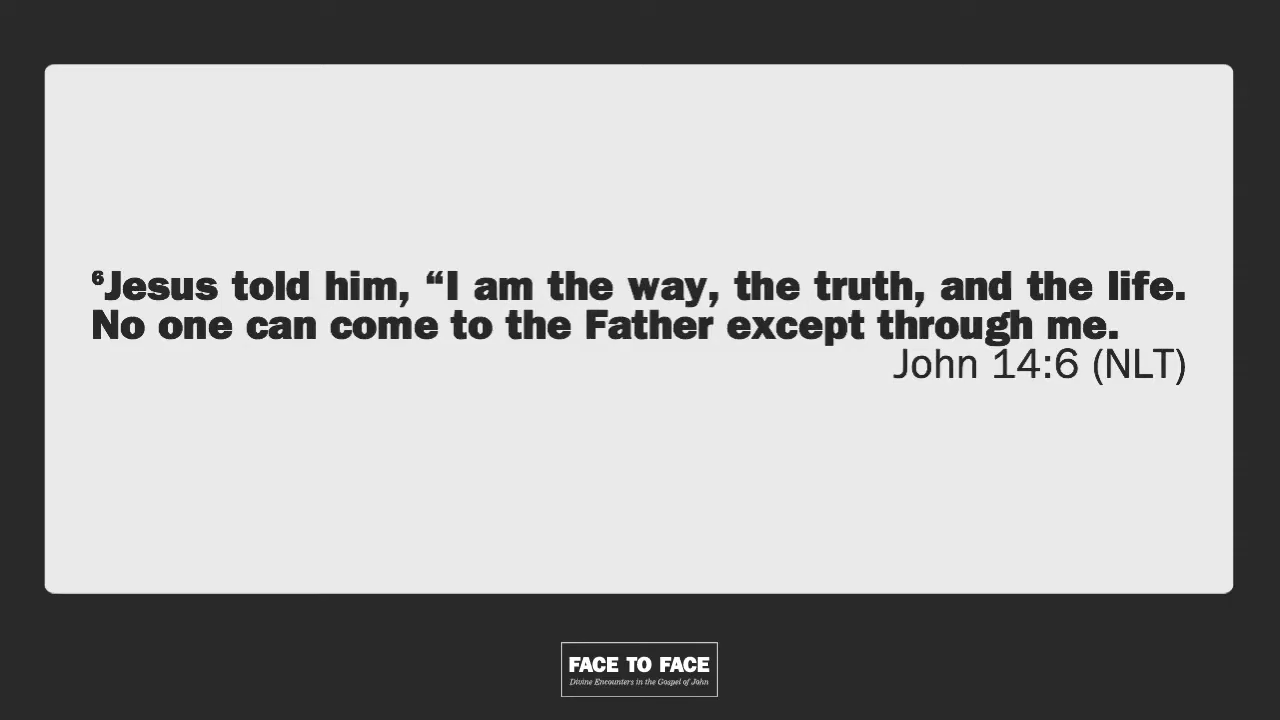 ⁶Jesus told him, “I am the way, the truth, and the life.
No one can come to the Father except through me.
John 14:6 (NLT)
FACE TO FACE
Divine Encounters in the Gospel of John